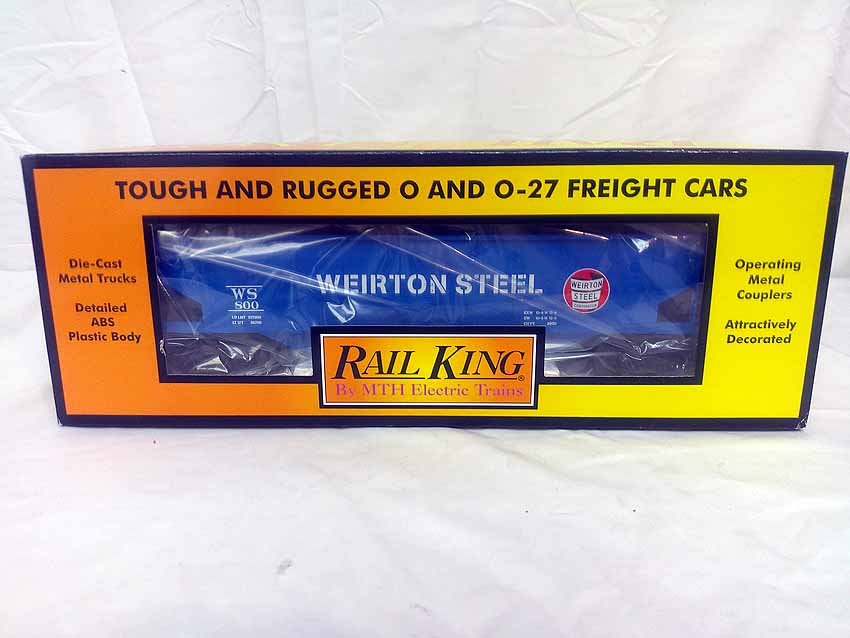 TOUGH AND RUGGED O AND O-27 FREIGHT CARS
Die-Cast
Metal Trucks
Detailed
ABS
Plastic Body
WS
800
WEIRTON STEEL
WEIRTON
STEEL
Operating
Metal
Couplers
Attractively
Decorated
RAIL KING®
By MTH Electric Trains